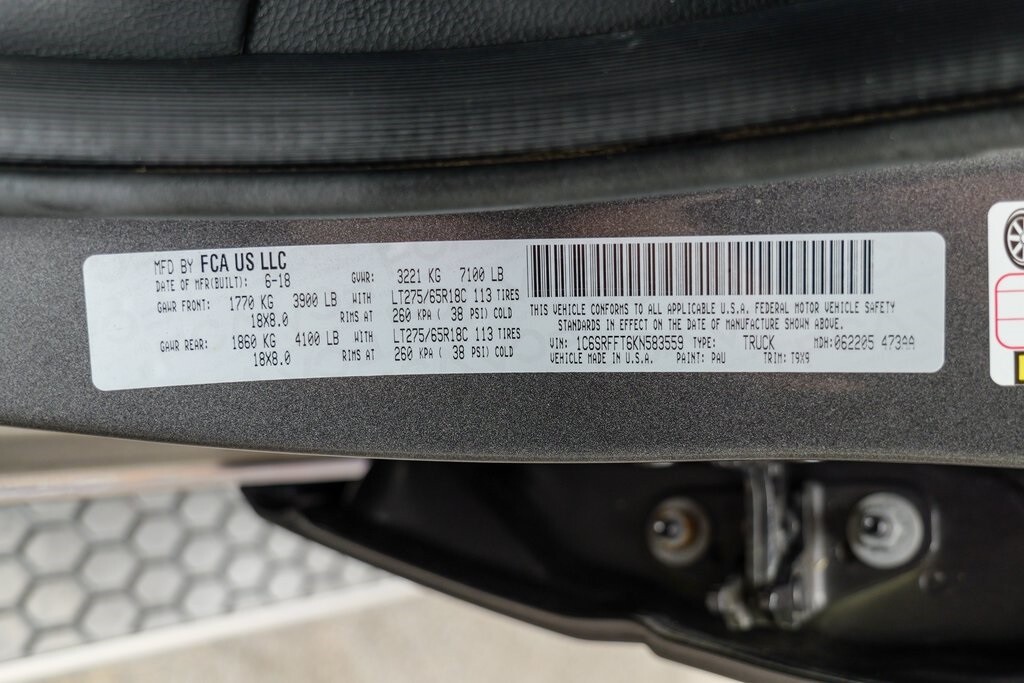 MFD BY FCA US LLC
DATE OF MFR(BUILT): 6-18 GVWR: 3221 KG 7100 LB
GAWR FRONT: 1770 KG 3900 LB WITH LT275/65R18C 113 TIRES
18X8.0 RIMS AT 260 KPA ( 38 PSI) COLD
GAWR REAR: 1860 KG 4100 LB WITH LT275/65R18C 113 TIRES
18X8.0 RIMS AT 260 KPA ( 38 PSI) COLD
THIS VEHICLE CONFORMS TO ALL APPLICABLE U.S.A. FEDERAL MOTOR VEHICLE SAFETY
STANDARDS IN EFFECT ON THE DATE OF MANUFACTURE SHOWN ABOVE.
VIN: 1C6SRFFT6KN583559 TYPE: TRUCK MDH:062205 473AA
VEHICLE MADE IN U.S.A. PAINT: PAU TRIM: T9X9